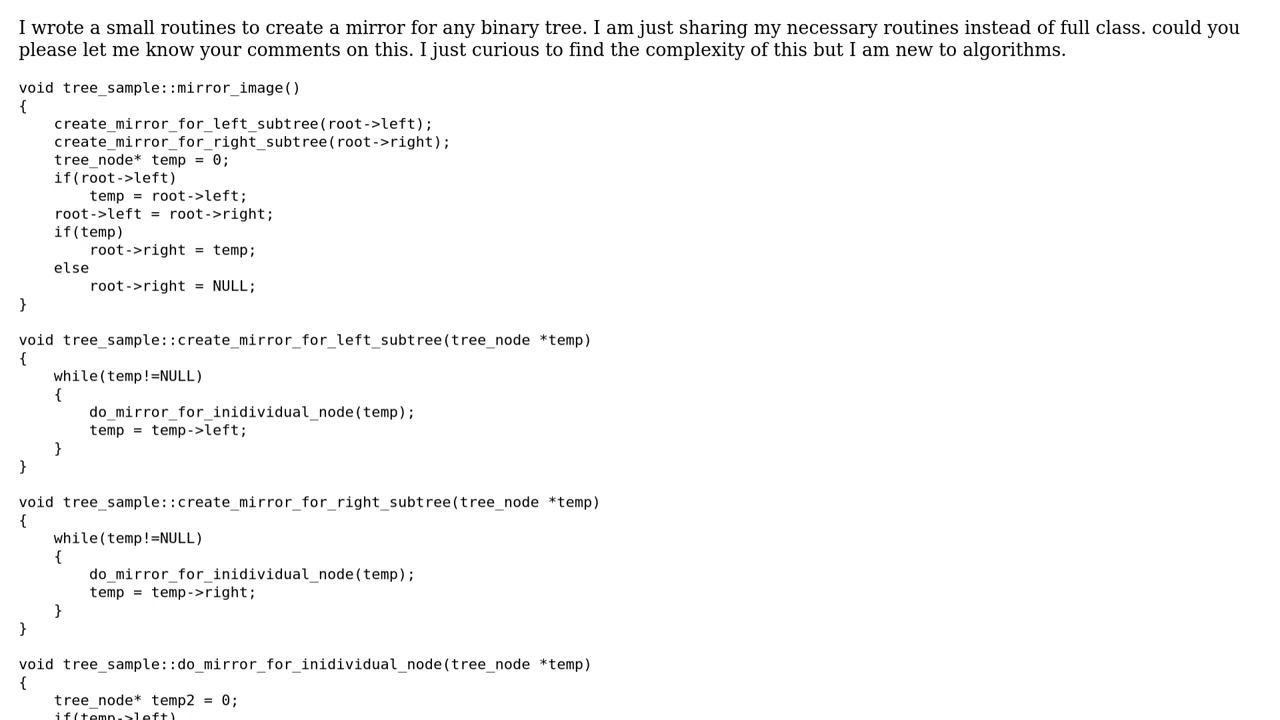 I wrote a small routines to create a mirror for any binary tree. I am just sharing my necessary routines instead of full class. could you
please let me know your comments on this. I just curious to find the complexity of this but I am new to algorithms.
void tree_sample::mirror_image()
{
    create_mirror_for_left_subtree(root->left);
    create_mirror_for_right_subtree(root->right);
    tree_node* temp = 0;
    if(root->left)
        temp = root->left;
    root->left = root->right;
    if(temp)
        root->right = temp;
    else
        root->right = NULL;
}
void tree_sample::create_mirror_for_left_subtree(tree_node *temp)
{
    while(temp!=NULL)
    {
        do_mirror_for_inidividual_node(temp);
        temp = temp->left;
    }
}
void tree_sample::create_mirror_for_right_subtree(tree_node *temp)
{
    while(temp!=NULL)
    {
        do_mirror_for_inidividual_node(temp);
        temp = temp->right;
    }
}
void tree_sample::do_mirror_for_inidividual_node(tree_node *temp)
{
    tree_node* temp2 = 0;
    if(temp->left)